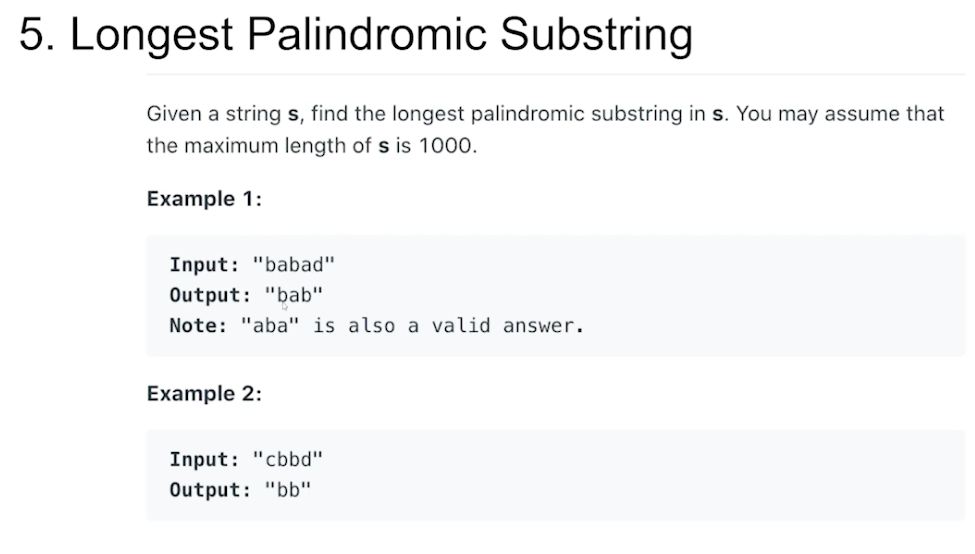 5. Longest Palindromic Substring
Given a string s, find the longest palindromic substring in s. You may assume that
the maximum length of s is 1000.
Example 1:
Input: "babad"
Output: "bab"
Note: "aba" is also a valid answer.
Example 2:
Input: "cbbd"
Output: "bb"